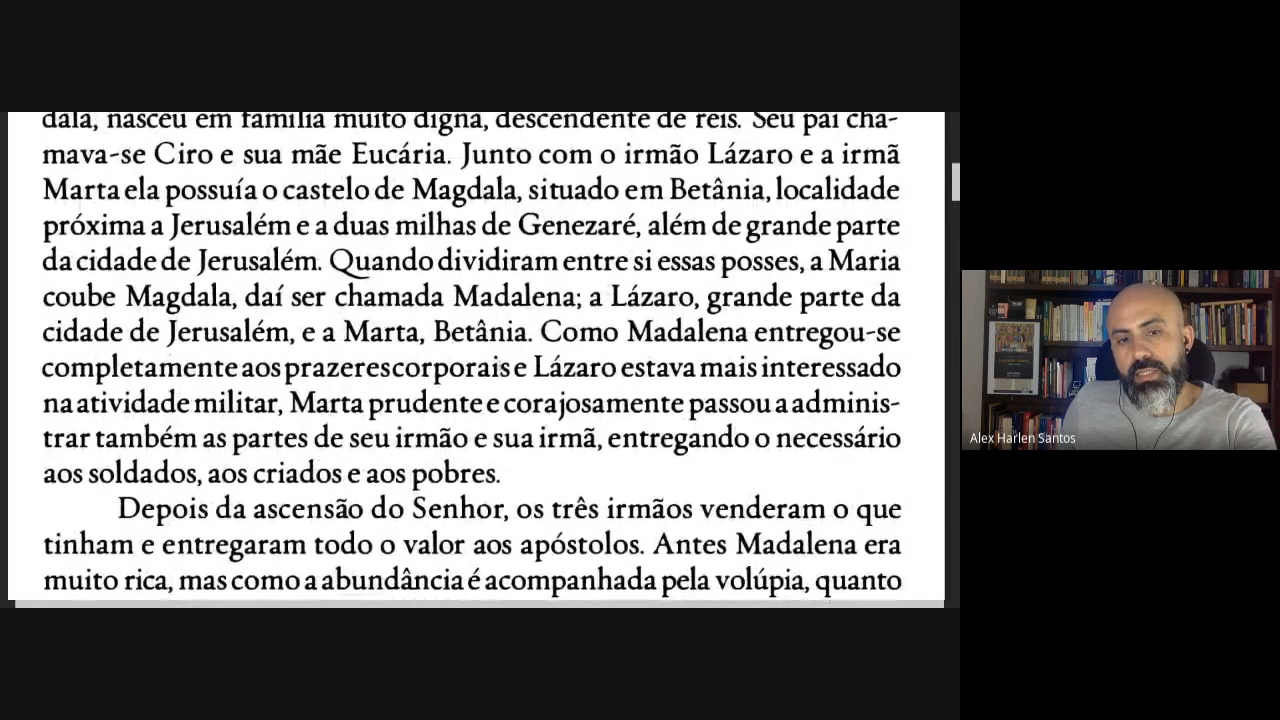 dala, nasceu em família muito digna, descendente de reis. Seu pai cha-
mava-se Ciro e sua mãe Eucária. Junto com o irmão Lázaro e a irmã
Marta ela possuía o castelo de Magdala, situado em Betânia, localidade
próxima a Jerusalém e a duas milhas de Genezaré, além de grande parte
da cidade de Jerusalém. Quando dividiram entre si essas posses, a Maria
coube Magdala, daí ser chamada Madalena; a Lázaro, grande parte da
cidade de Jerusalém, e a Marta, Betânia. Como Madalena entregou-se
completamente aos prazeres corporais e Lázaro estava mais interessado
na atividade militar, Marta prudente e corajosamente passou a adminis-
trar também as partes de seu irmão e sua irmã, entregando o necessário
aos soldados, aos criados e aos pobres.
Depois da ascensão do Senhor, os três irmãos venderam o que
tinham e entregaram todo o valor aos apóstolos. Antes Madalena era
muito rica, mas como a abundância é acompanhada pela volúpia, quanto
Alex Harlen Santos